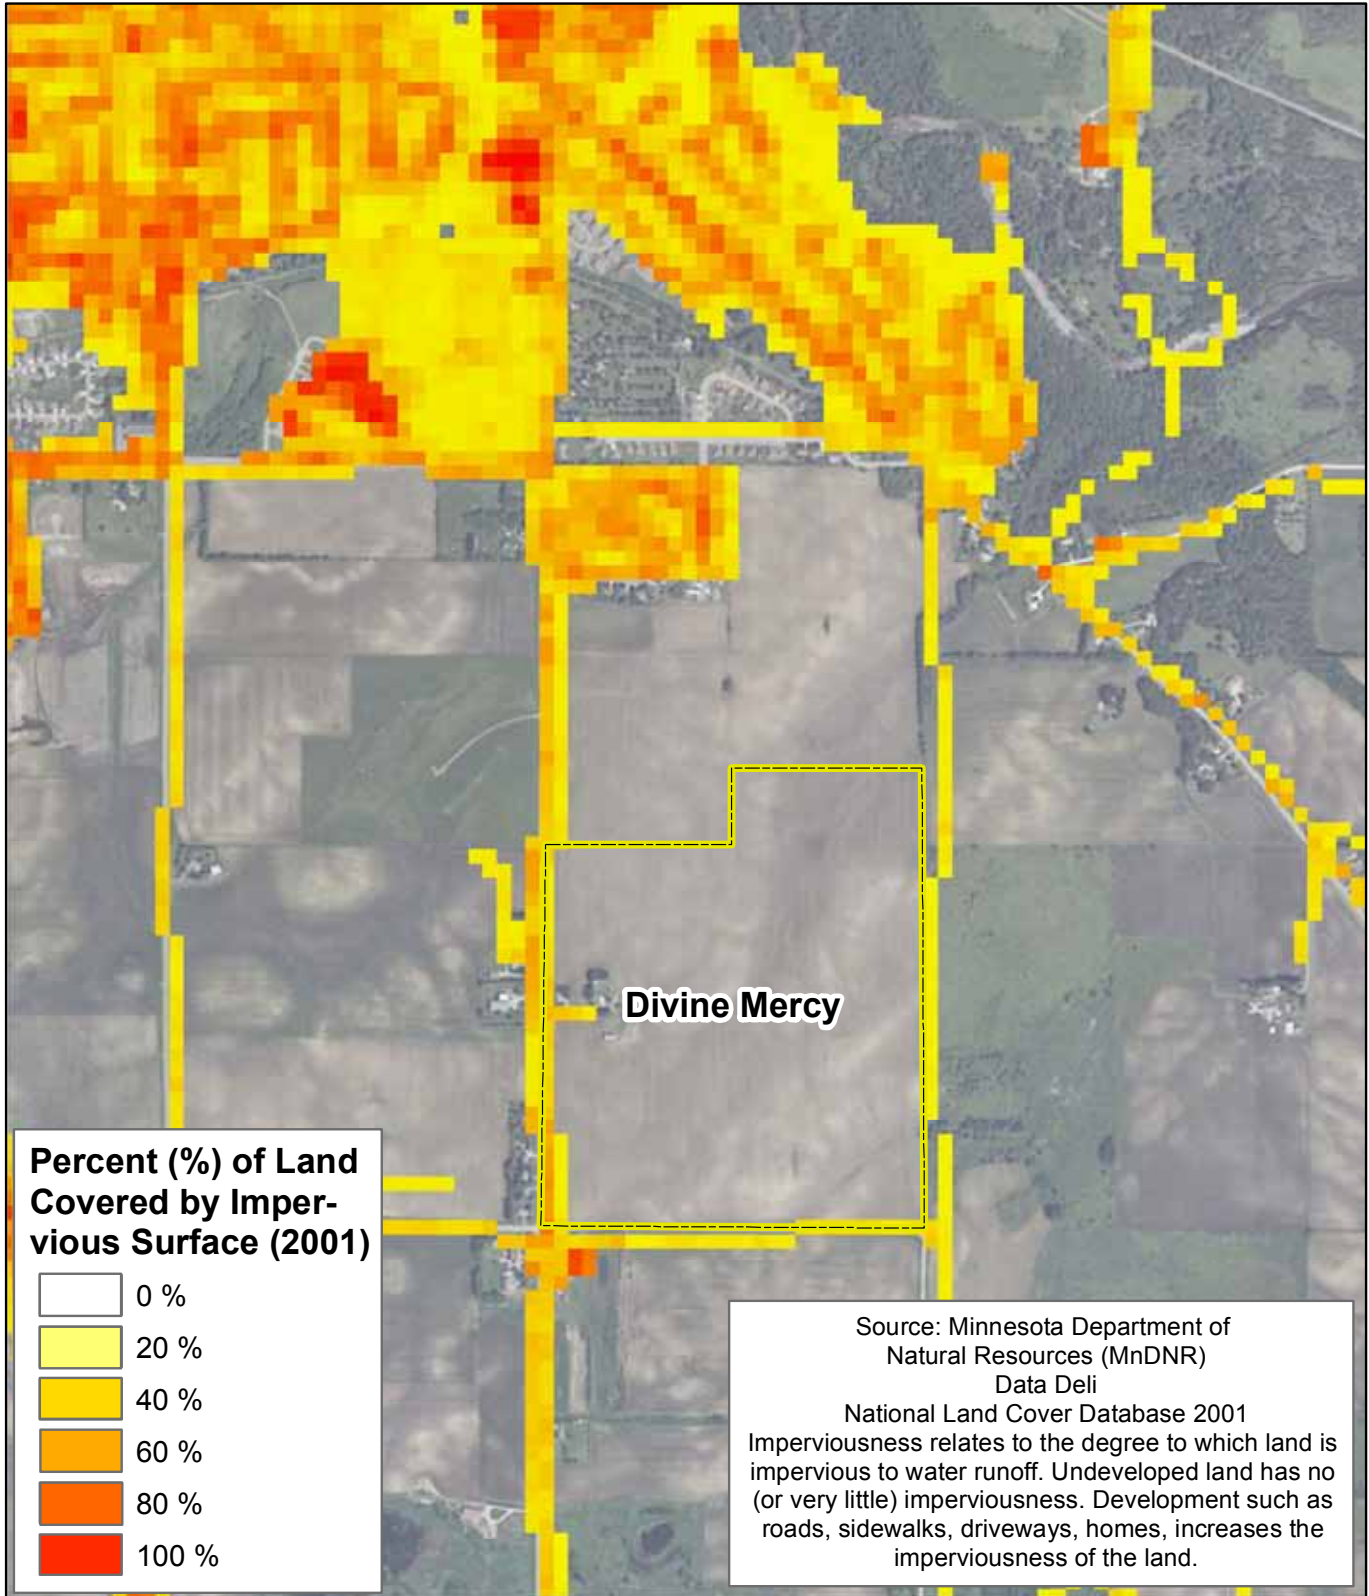 Divine Mercy
Percent (%) of Land
Covered by Imper-
vious Surface (2001)
0 %
20 %
40 %
60 %
80 %
100 %
Source: Minnesota Department of
Natural Resources (MnDNR)
Data Deli
National Land Cover Database 2001
Imperviousness relates to the degree to which land is
impervious to water runoff. Undeveloped land has no
(or very little) imperviousness. Development such as
roads, sidewalks, driveways, homes, increases the
imperviousness of the land.